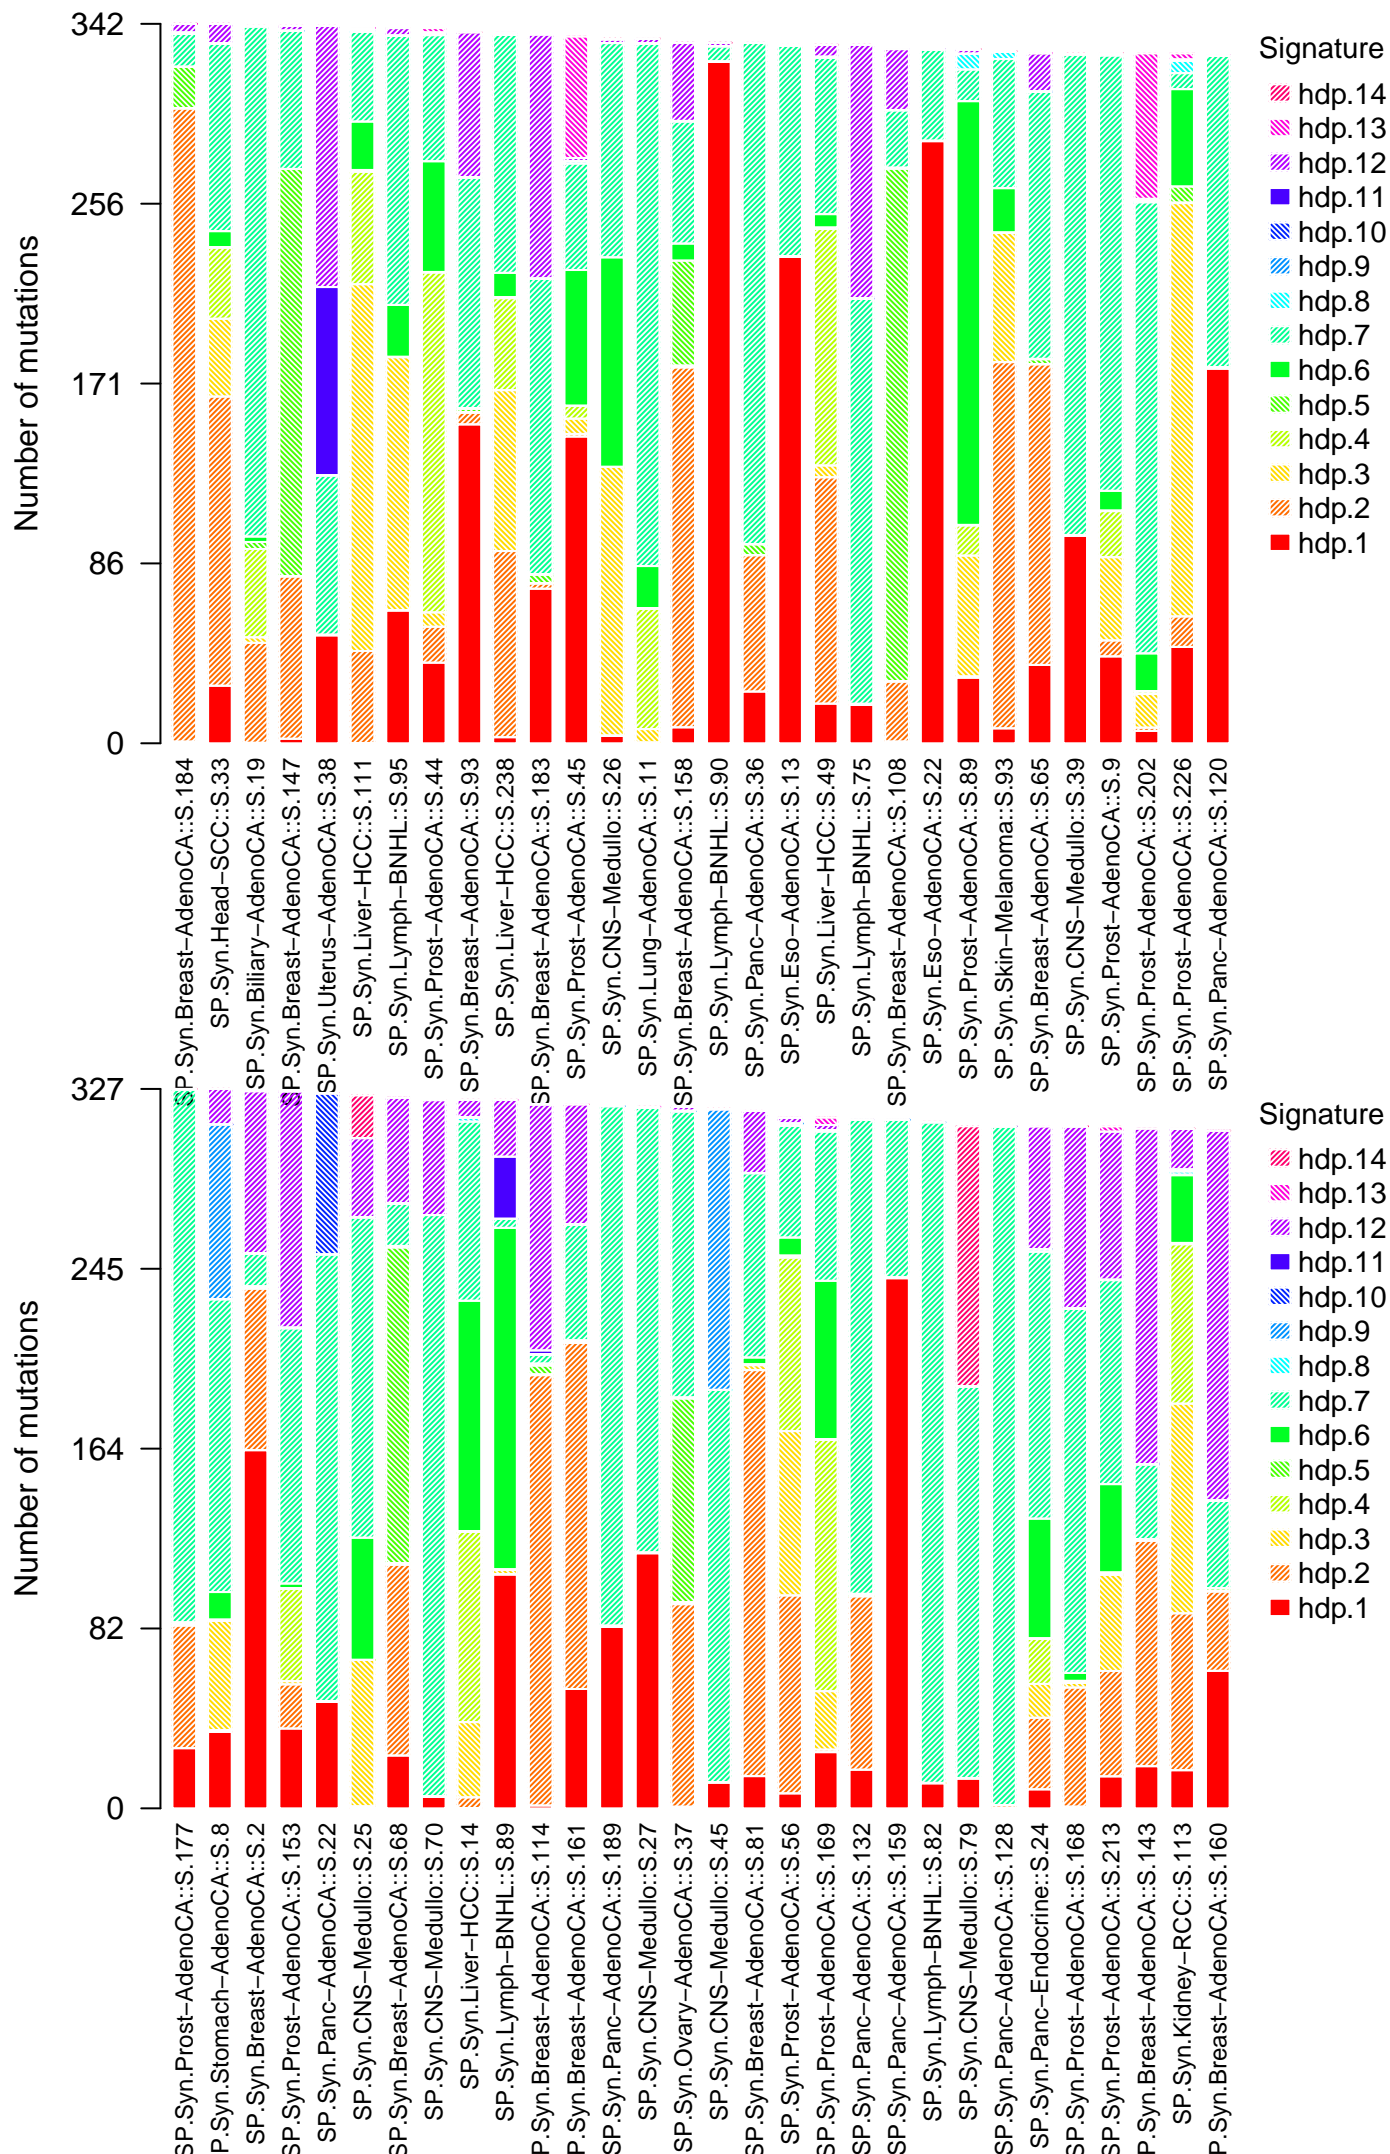 Number of mutations
342
256
171
86
0
Signature
hdp.14
hdp.13
hdp.12
hdp.11
hdp.10
hdp.9
hdp.8
hdp.7
hdp.6
hdp.5
hdp.4
hdp.3
hdp.2
hdp.1
SP.Syn.Breast−AdenoCA::S.184
SP.Syn.Head−SCC::S.33
SP.Syn.Biliary−AdenoCA::S.19
SP.Syn.Breast−AdenoCA::S.147
SP.Syn.Uterus−AdenoCA::S.38
SP.Syn.Liver−HCC::S.111
SP.Syn.Lymph−BNHL::S.95
SP.Syn.Prost−AdenoCA::S.44
SP.Syn.Breast−AdenoCA::S.93
SP.Syn.Liver−HCC::S.238
SP.Syn.Breast−AdenoCA::S.183
SP.Syn.Prost−AdenoCA::S.45
SP.Syn.CNS−Medullo::S.26
SP.Syn.Lung−AdenoCA::S.11
SP.Syn.Breast−AdenoCA::S.158
SP.Syn.Lymph−BNHL::S.90
SP.Syn.Panc−AdenoCA::S.36
SP.Syn.Eso−AdenoCA::S.13
SP.Syn.Liver−HCC::S.49
SP.Syn.Lymph−BNHL::S.75
SP.Syn.Breast−AdenoCA::S.108
SP.Syn.Eso−AdenoCA::S.22
SP.Syn.Prost−AdenoCA::S.89
SP.Syn.Skin−Melanoma::S.93
SP.Syn.Breast−AdenoCA::S.65
SP.Syn.CNS−Medullo::S.39
SP.Syn.Prost−AdenoCA::S.9
SP.Syn.Prost−AdenoCA::S.202
SP.Syn.Prost−AdenoCA::S.226
SP.Syn.Panc−AdenoCA::S.120
Number of mutations
327
245
164
82
0
Signature
hdp.14
hdp.13
hdp.12
hdp.11
hdp.10
hdp.9
hdp.8
hdp.7
hdp.6
hdp.5
hdp.4
hdp.3
hdp.2
hdp.1
SP.Syn.Prost−AdenoCA::S.177
P.Syn.Stomach−AdenoCA::S.8
SP.Syn.Breast−AdenoCA::S.2
SP.Syn.Prost−AdenoCA::S.153
SP.Syn.Panc−AdenoCA::S.22
SP.Syn.CNS−Medullo::S.25
SP.Syn.Breast−AdenoCA::S.68
SP.Syn.CNS−Medullo::S.70
SP.Syn.Liver−HCC::S.14
SP.Syn.Lymph−BNHL::S.89
P.Syn.Breast−AdenoCA::S.114
P.Syn.Breast−AdenoCA::S.161
SP.Syn.Panc−AdenoCA::S.189
SP.Syn.CNS−Medullo::S.27
SP.Syn.Ovary−AdenoCA::S.37
SP.Syn.CNS−Medullo::S.45
SP.Syn.Breast−AdenoCA::S.81
SP.Syn.Prost−AdenoCA::S.56
SP.Syn.Prost−AdenoCA::S.169
SP.Syn.Panc−AdenoCA::S.132
SP.Syn.Panc−AdenoCA::S.159
SP.Syn.Lymph−BNHL::S.82
SP.Syn.CNS−Medullo::S.79
SP.Syn.Panc−AdenoCA::S.128
SP.Syn.Panc−Endocrine::S.24
SP.Syn.Prost−AdenoCA::S.168
SP.Syn.Prost−AdenoCA::S.213
P.Syn.Breast−AdenoCA::S.143
SP.Syn.Kidney−RCC::S.113
P.Syn.Breast−AdenoCA::S.160